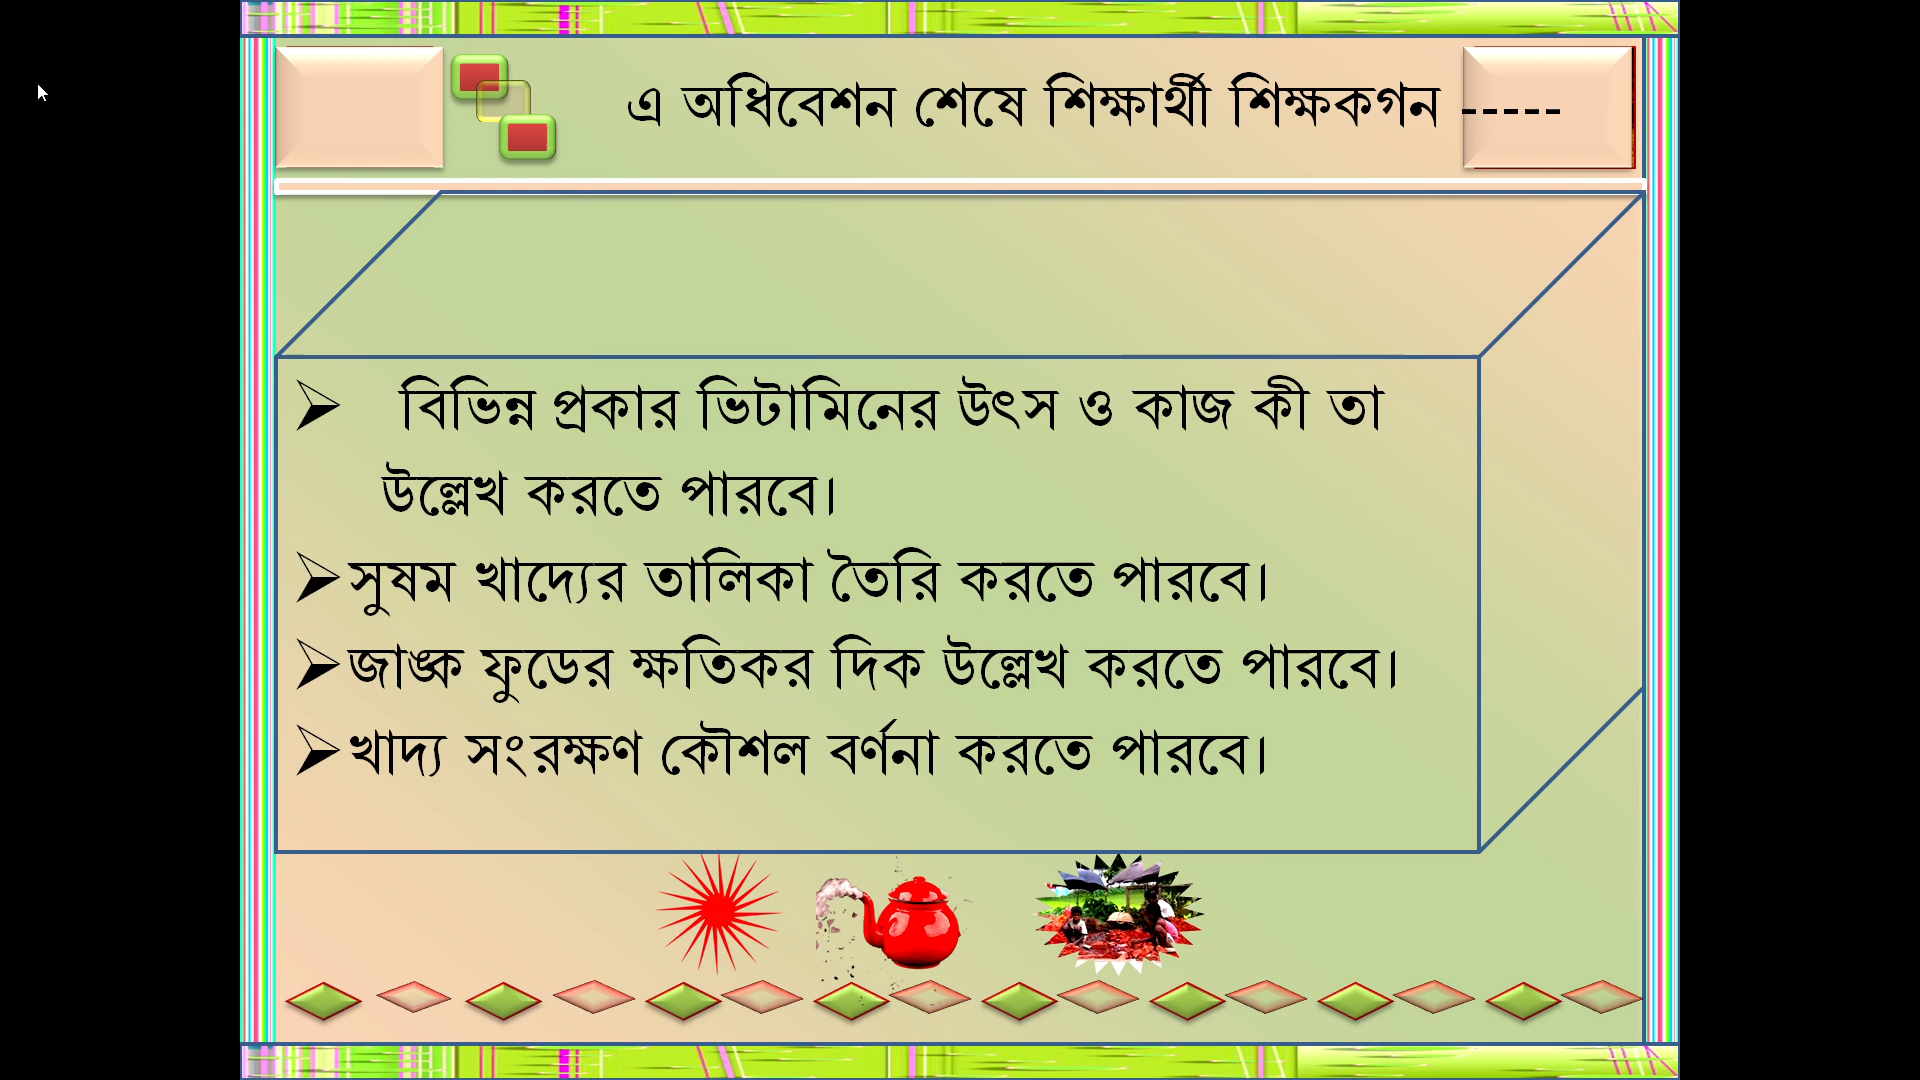 এ অধিবেশন শেষে শিক্ষার্থী শিক্ষকগন -----
➢ বিভিন্ন প্রকার ভিটামিনের উৎস ও কাজ কী তা
উল্লেখ করতে পারবে।
➢সুষম খাদ্যের তালিকা তৈরি করতে পারবে।
➢জাঙ্ক ফুডের ক্ষতিকর দিক উল্লেখ করতে পারবে।
➢খাদ্য সংরক্ষণ কৌশল বর্ণনা করতে পারবে।